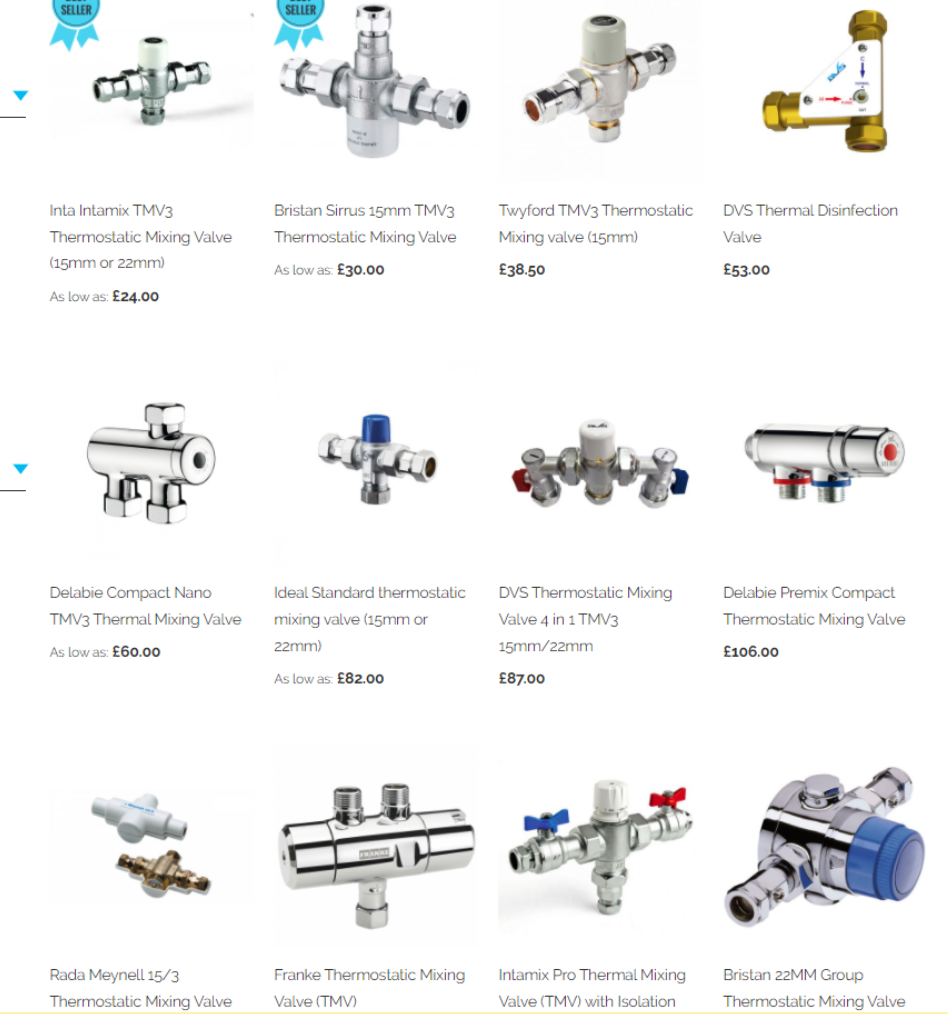 SELLER
SELLER
Inta Intamix TMV3
Thermostatic Mixing Valve
(15mm or 22mm)
As low as: £24.00
Bristan Sirrus 15mm TMV3
Thermostatic Mixing Valve
As low as: £30.00
Twyford TMV3 Thermostatic
Mixing valve (15mm)
£38.50
DVS
C
DVS Thermal Disinfection
Valve
£53.00
Delabie Compact Nano
TMV3 Thermal Mixing Valve
As low as: £60.00
Ideal Standard thermostatic
mixing valve (15mm or
22mm)
As low as: £82.00
DVS Thermostatic Mixing
Valve 4 in 1 TMV3
15mm/22mm
£87.00
Delabie Premix Compact
Thermostatic Mixing Valve
£106.00
Rada Meynell 15/3
Thermostatic Mixing Valve
FRANKE
Franke Thermostatic Mixing
Valve (TMV)
Intamix Pro Thermal Mixing
Valve (TMV) with Isolation
Bristan 22MM Group
Thermostatic Mixing Valve